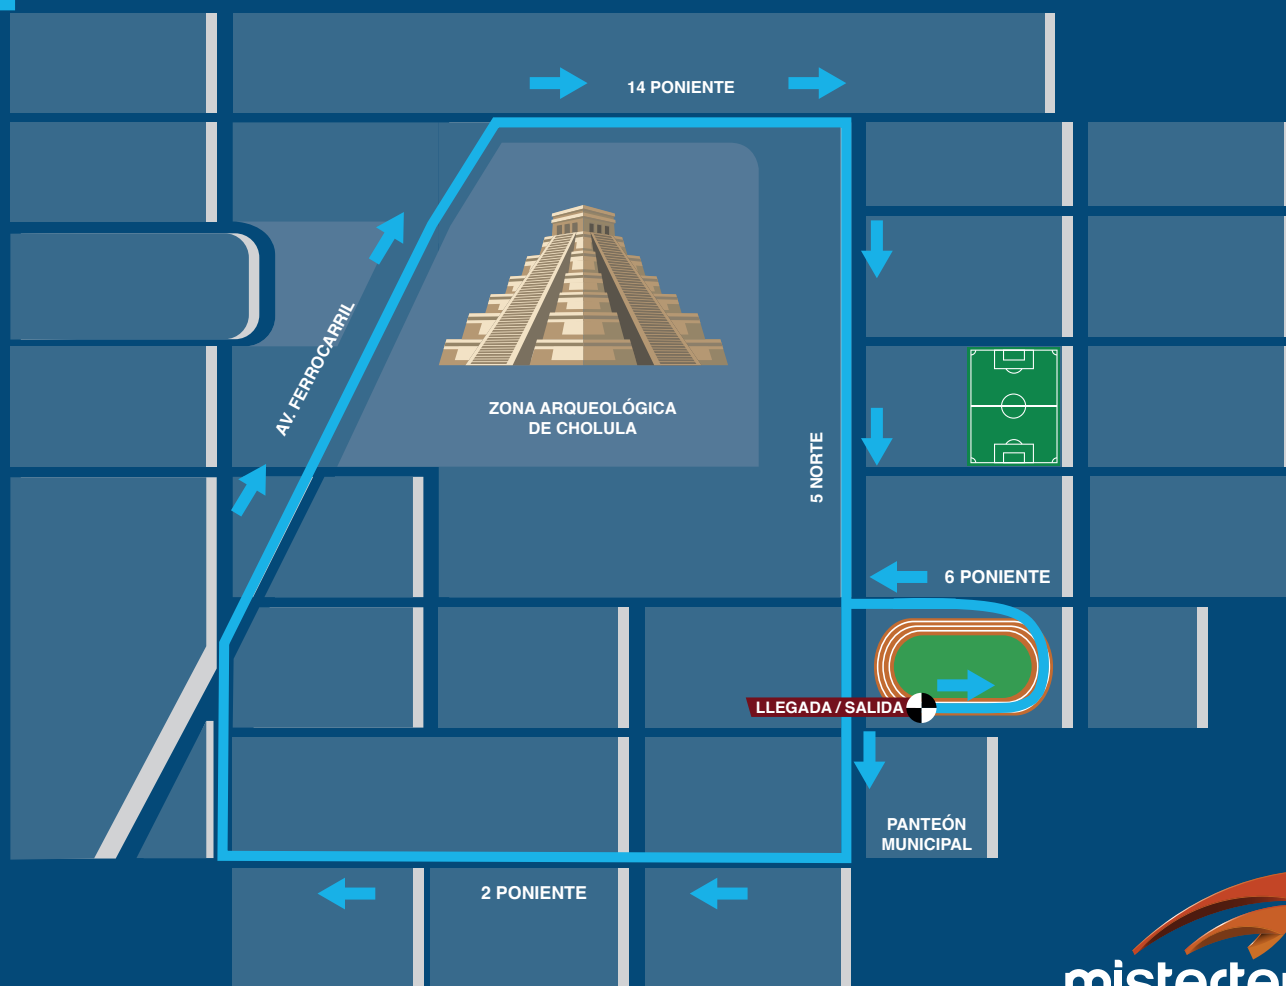 14 PONIENTE
AV. FERROCARRIL
ZONA ARQUEOLÓGICA
DE CHOLULA
5 NORTE
6 PONIENTE
LLEGADA / SALIDA
PANTEÓN
MUNICIPAL
2 PONIENTE